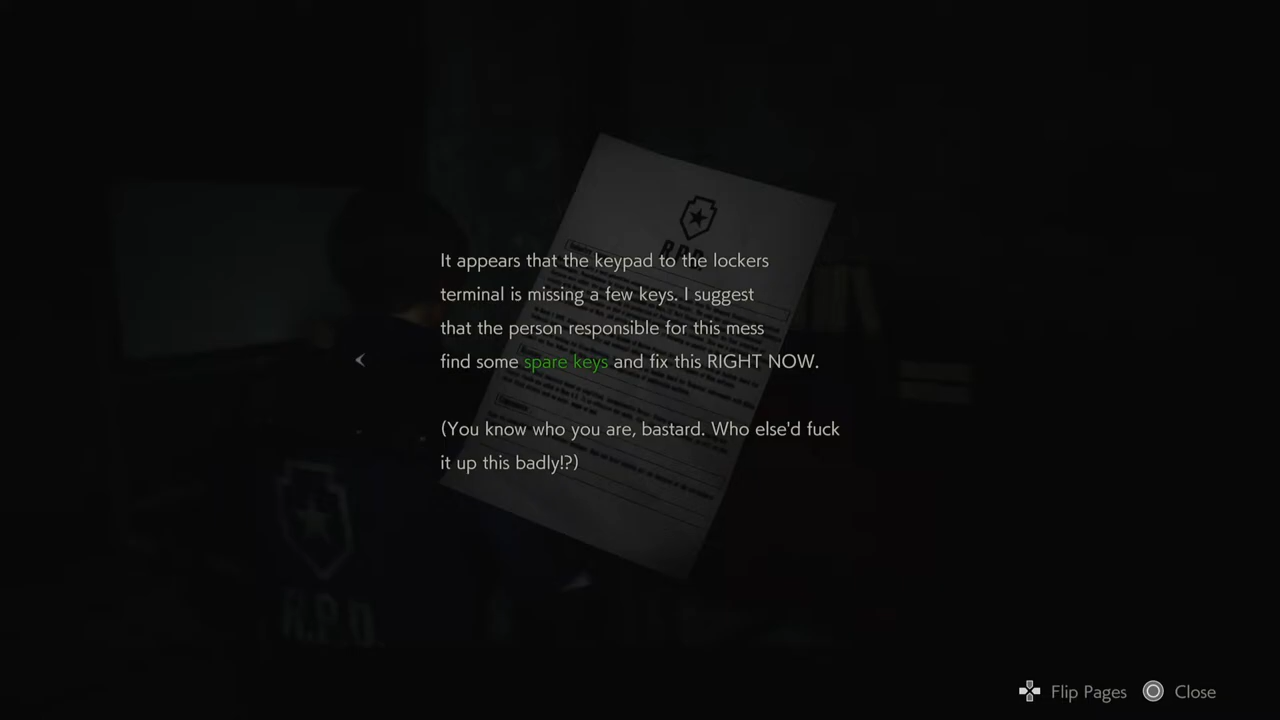 It appears that the keypad to the lockers
terminal is missing a few keys. I suggest
that the person responsible for this mess
find some spare keys and fix this RIGHT NOW.
(You know who you are, bastard. Who else'd fuck
it up this badly!?)
R.P.D.
R.P.D.
Flip Pages
Close